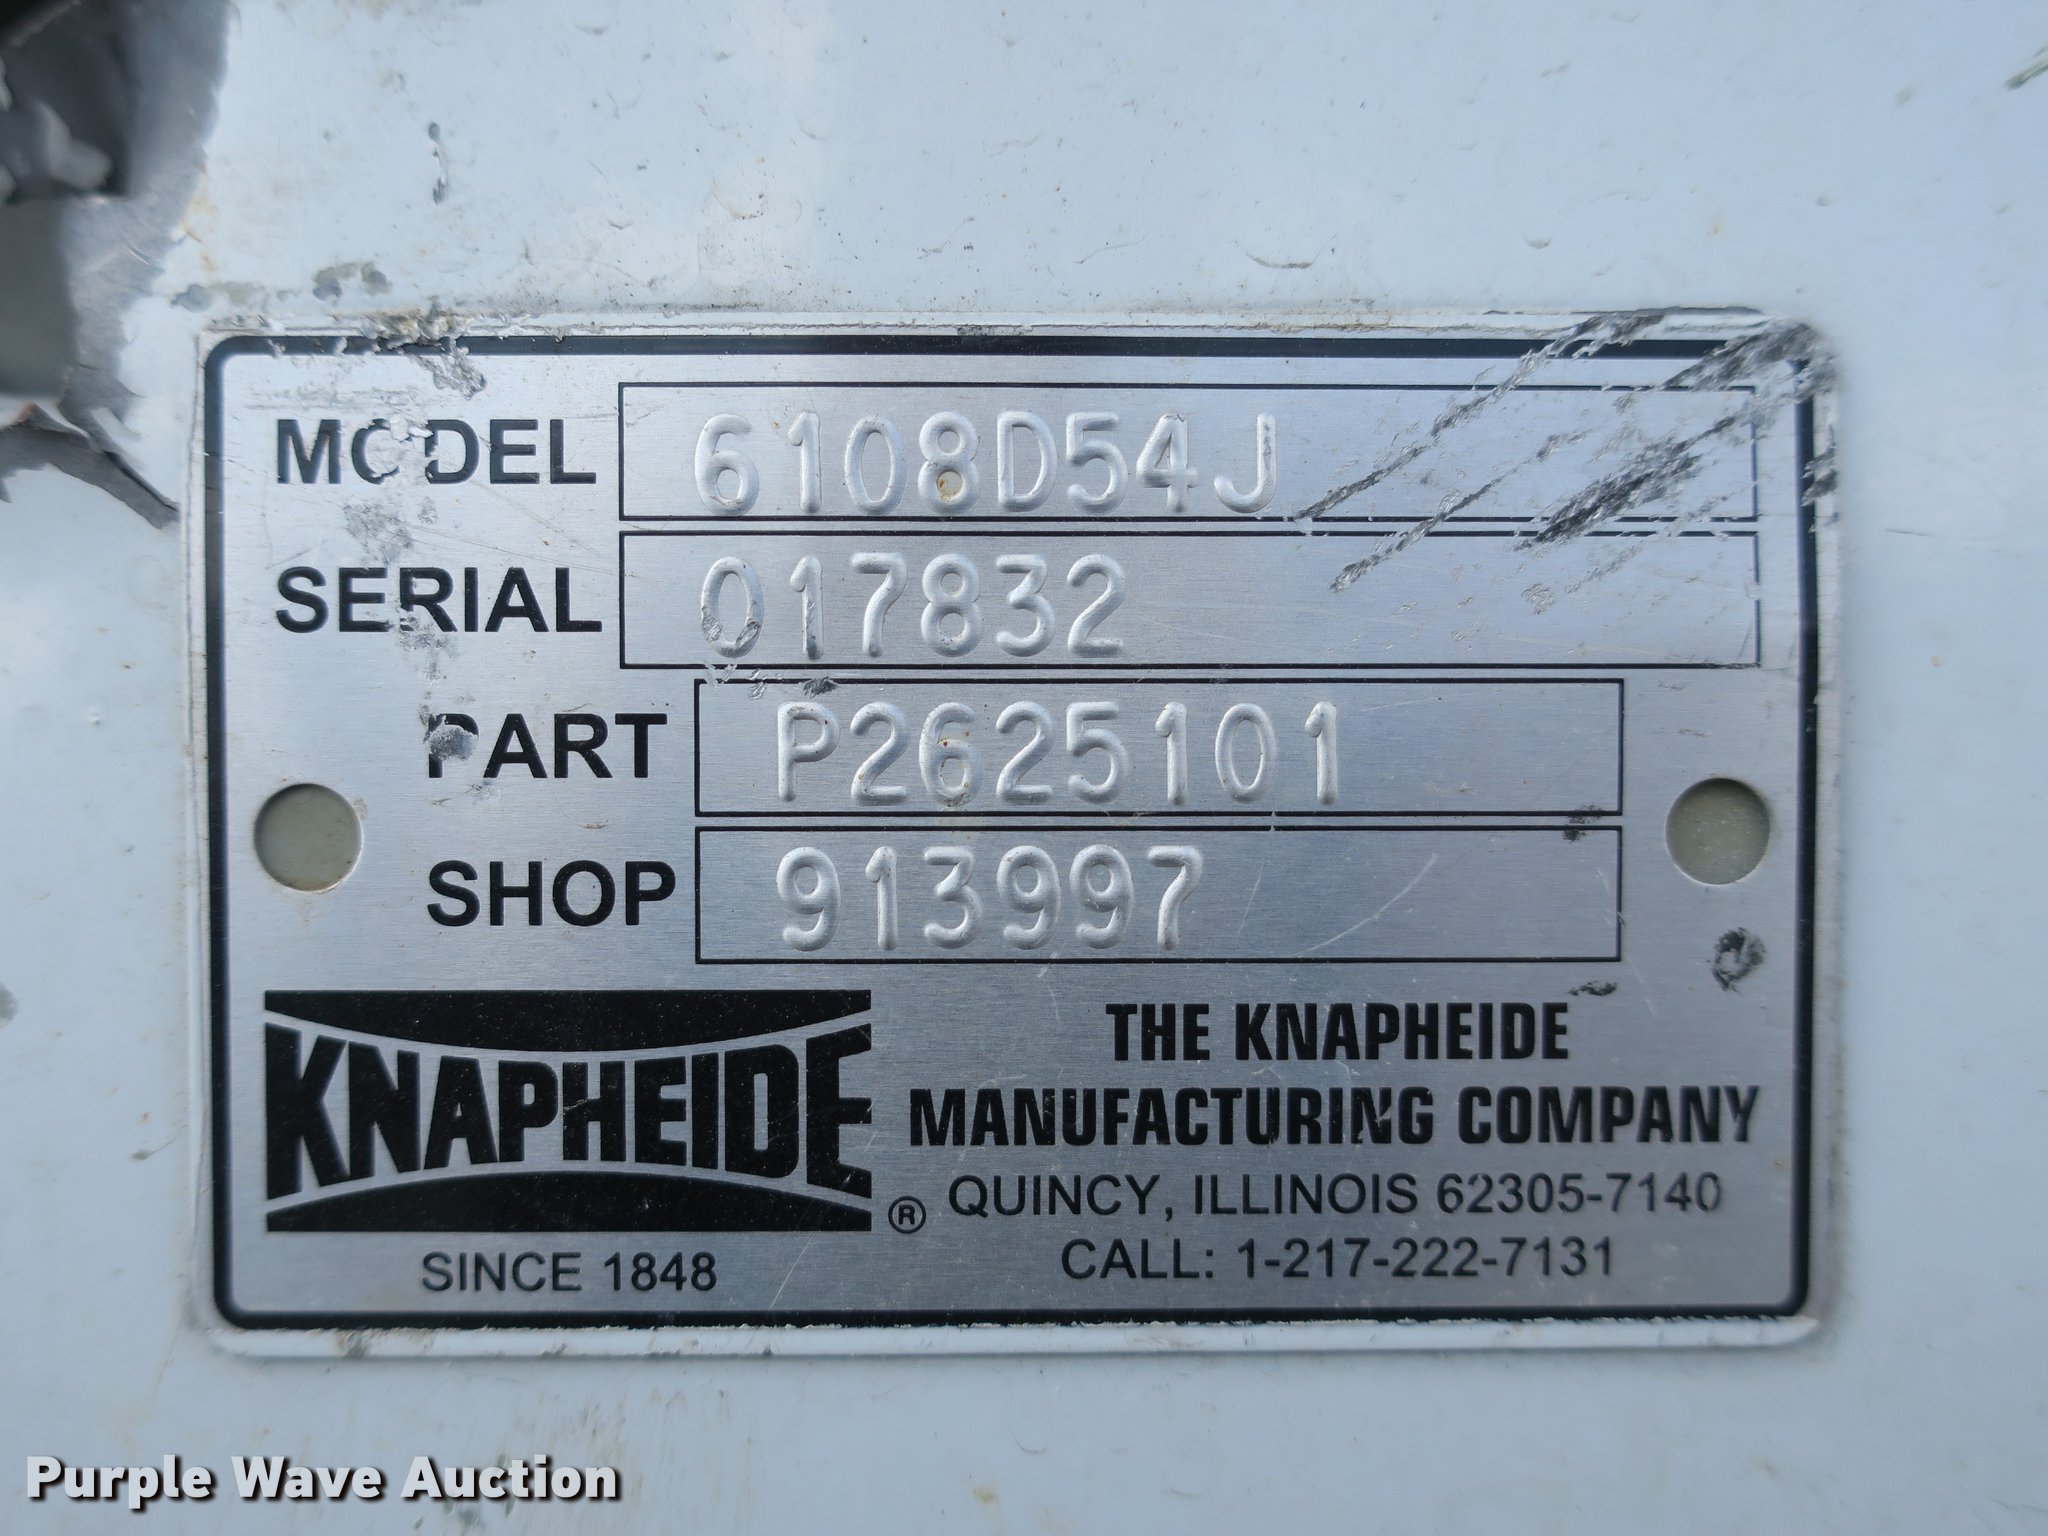 MODEL 6108D54J
SERIAL 017832
PART P2625101
SHOP 913997
KNAPHEIDE
®
SINCE 1848
THE KNAPHEIDE
MANUFACTURING COMPANY
QUINCY, ILLINOIS 62305-7140
CALL: 1-217-222-7131
Purple Wave Auction